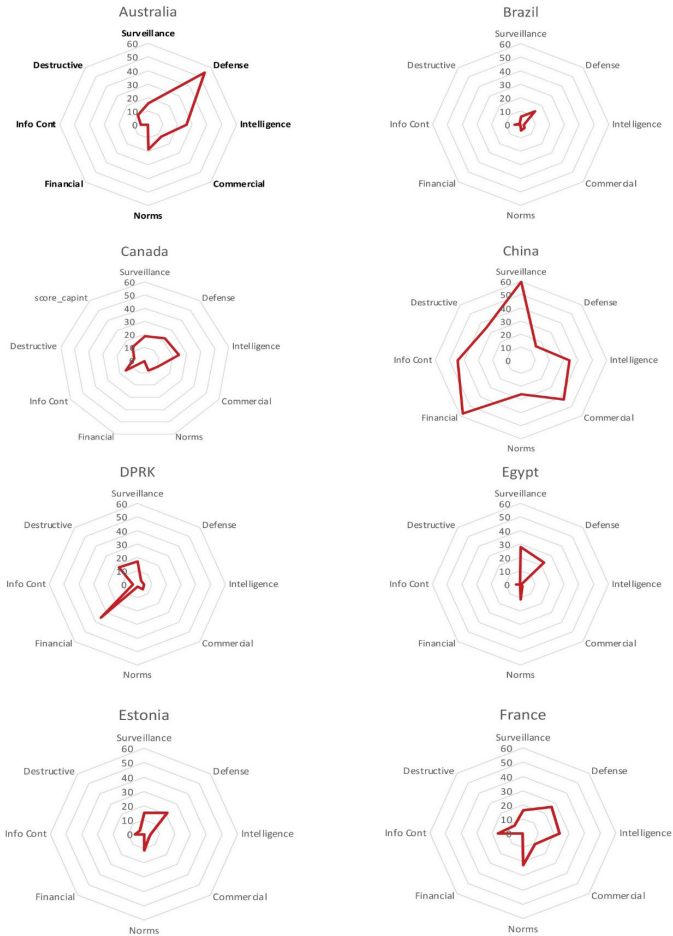 Australia
Surveillance
60
50
40
30
20
10
0
Destructive
Defense
Info Cont
Intelligence
Financial
Commercial
Norms
Brazil
Surveillance
60
50
40
30
20
10
0
Destructive
Defense
Info Cont
Intelligence
Financial
Commercial
Norms
Canada
Surveillance
60
50
40
30
20
10
0
score_capint
Defense
Destructive
Intelligence
Info Cont
Commercial
Financial
Norms
China
Surveillance
60
50
40
30
20
10
0
Destructive
Defense
Info Cont
Intelligence
Financial
Commercial
Norms
DPRK
Surveillance
60
50
40
30
20
10
0
Destructive
Defense
Info Cont
Intelligence
Financial
Commercial
Norms
Egypt
Surveillance
60
50
40
30
20
10
0
Destructive
Defense
Info Cont
Intelligence
Financial
Commercial
Norms
Estonia
Surveillance
60
50
40
30
20
10
0
Destructive
Defense
Info Cont
Intelligence
Financial
Commercial
Norms
France
Surveillance
60
50
40
30
20
10
0
Destructive
Defense
Info Cont
Intelligence
Financial
Commercial
Norms